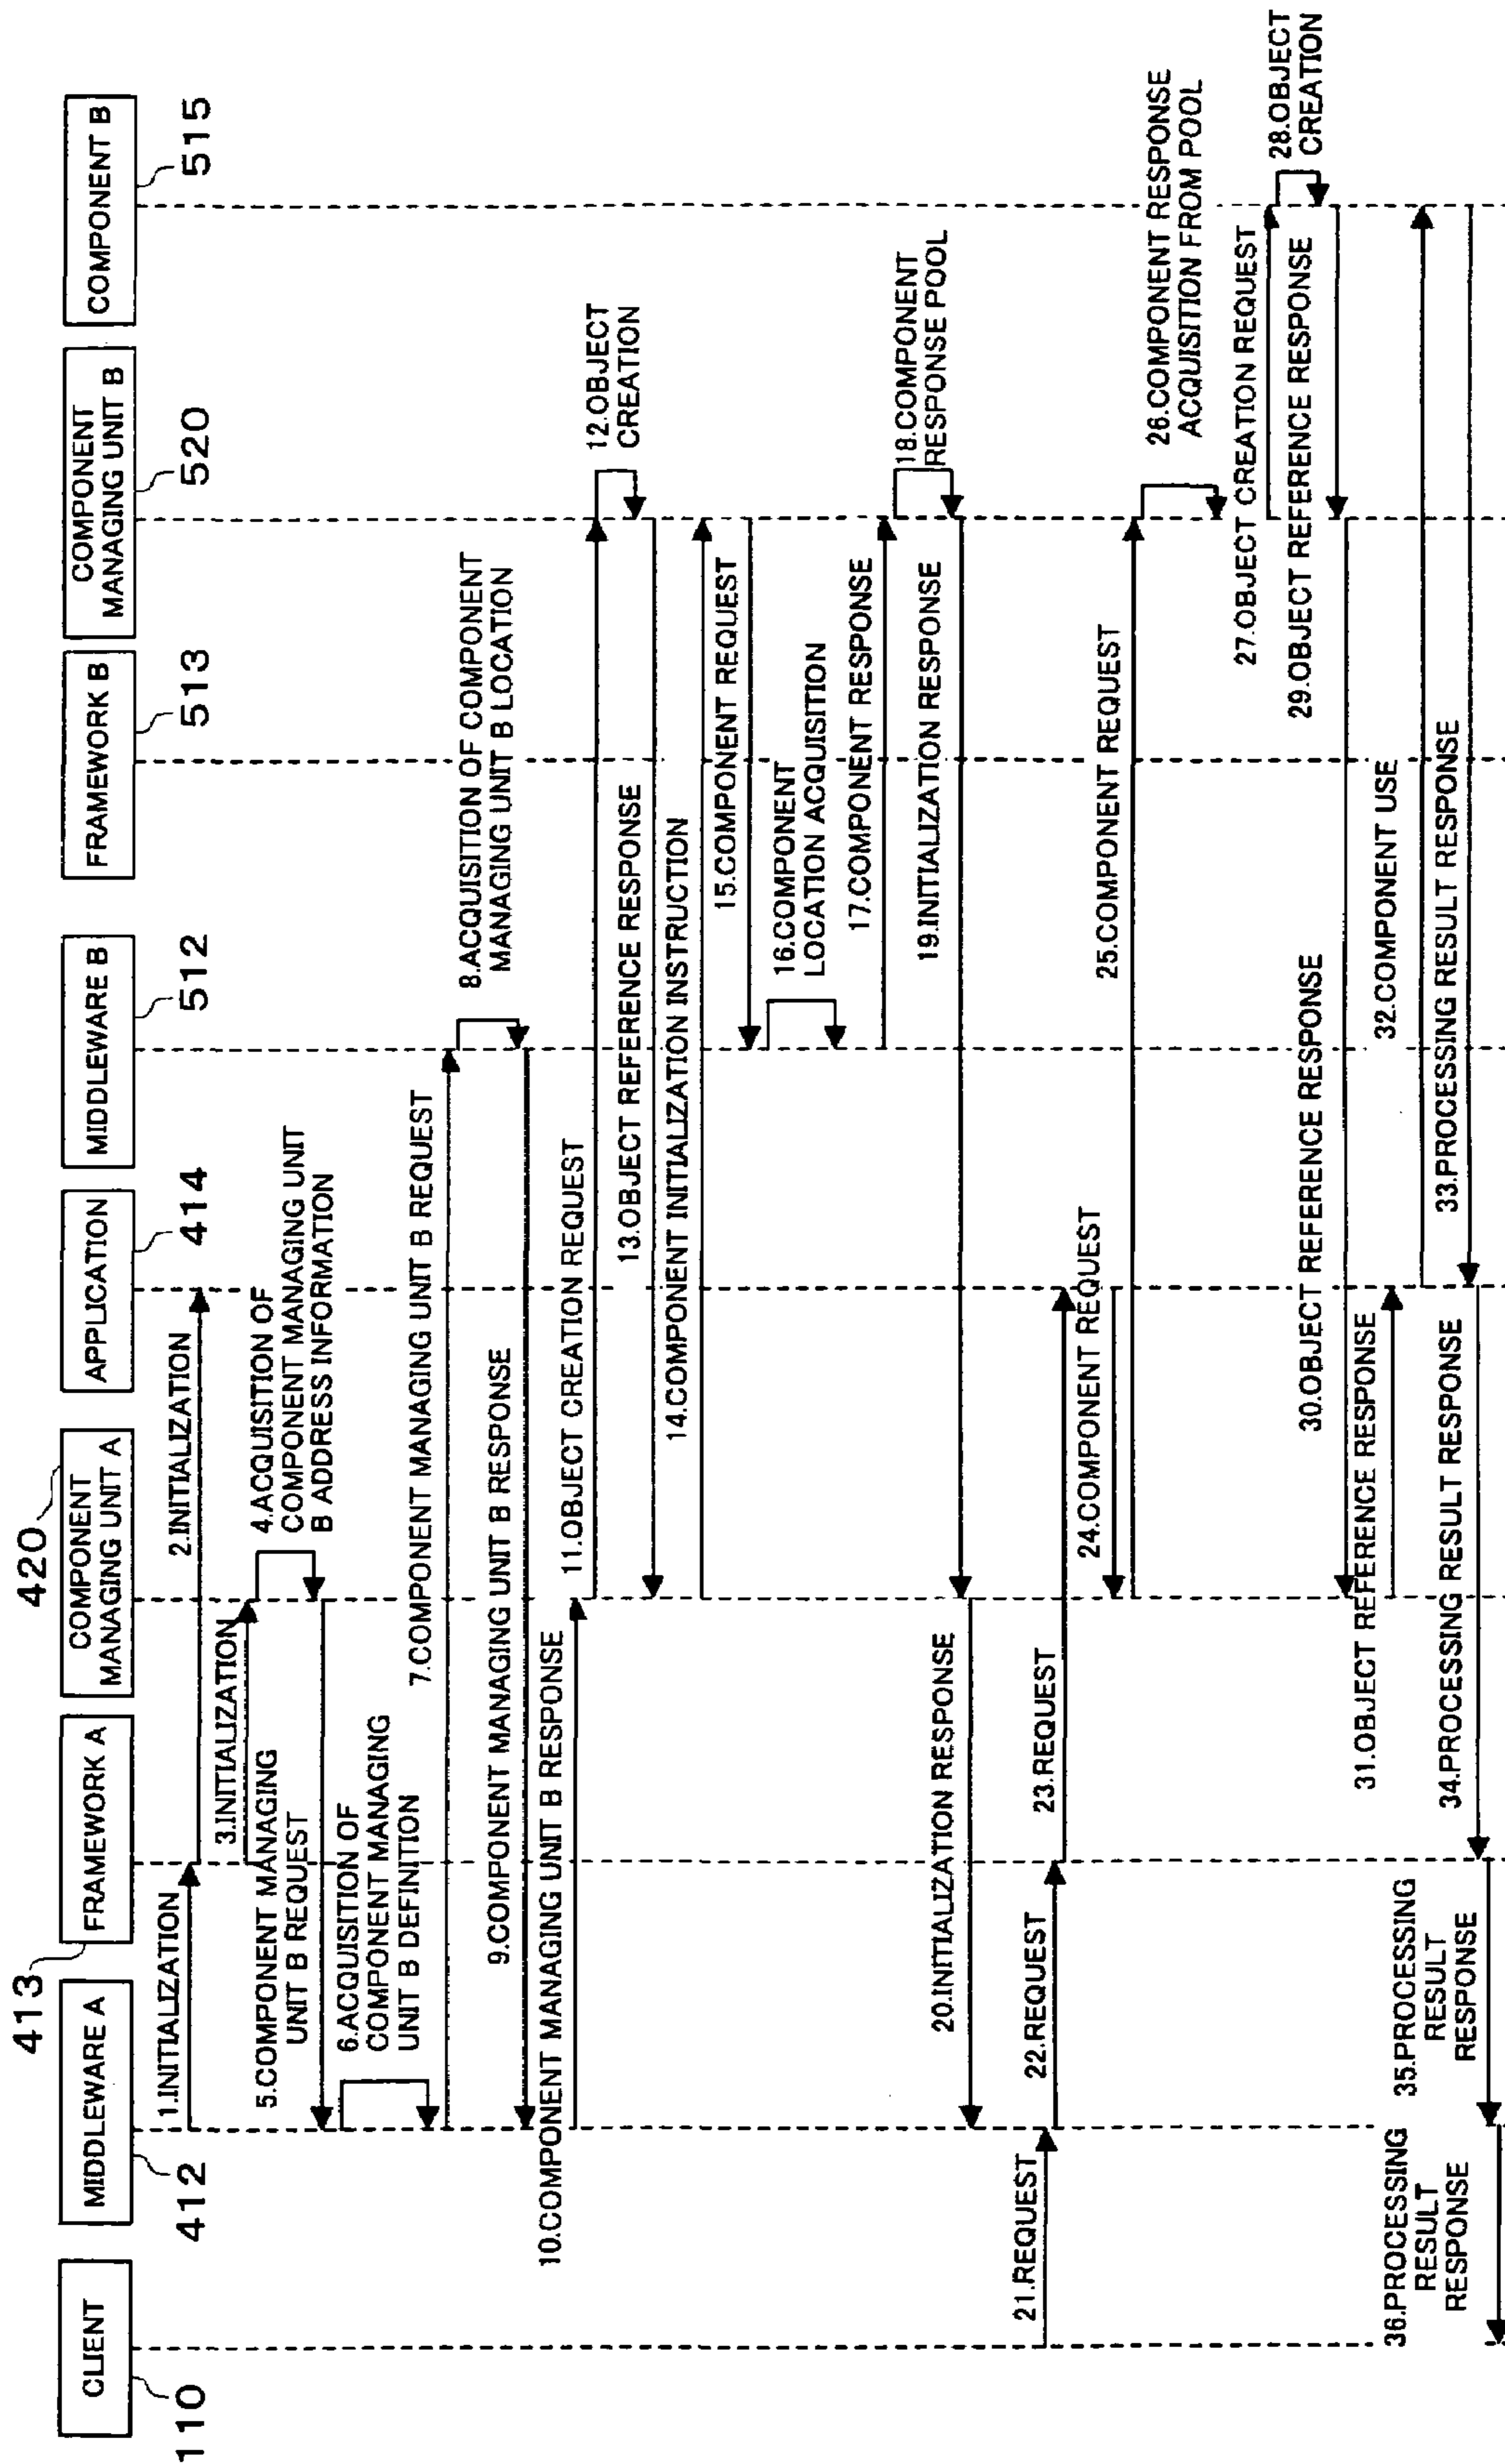 CLIENT
110
MIDDLEWARE A
412
FRAMEWORK A
413
COMPONENT
MANAGING UNIT A
420
APPLICATION
414
MIDDLEWARE B
512
FRAMEWORK B
513
COMPONENT
MANAGING UNIT B
520
COMPONENT B
515
1.INITIALIZATION
2.INITIALIZATION
3.INITIALIZATION
4.ACQUISITION OF
COMPONENT MANAGING UNIT
B ADDRESS INFORMATION
5.COMPONENT MANAGING
UNIT B REQUEST
6.ACQUISITION OF
COMPONENT MANAGING
UNIT B DEFINITION
7.COMPONENT MANAGING UNIT B REQUEST
8.ACQUISITION OF COMPONENT
MANAGING UNIT B LOCATION
9.COMPONENT MANAGING UNIT B RESPONSE
10.COMPONENT MANAGING UNIT B RESPONSE
11.OBJECT CREATION REQUEST
12.OBJECT
CREATION
13.OBJECT REFERENCE RESPONSE
14.COMPONENT INITIALIZATION INSTRUCTION
15.COMPONENT REQUEST
16.COMPONENT
LOCATION ACQUISITION
17.COMPONENT RESPONSE
18.COMPONENT
RESPONSE POOL
19.INITIALIZATION RESPONSE
20.INITIALIZATION RESPONSE
21.REQUEST
22.REQUEST
23.REQUEST
24.COMPONENT REQUEST
25.COMPONENT REQUEST
26.COMPONENT RESPONSE
ACQUISITION FROM POOL
27.OBJECT CREATION REQUEST
28.OBJECT
CREATION
29.OBJECT REFERENCE RESPONSE
30.OBJECT REFERENCE RESPONSE
31.OBJECT REFERENCE RESPONSE
32.COMPONENT USE
33.PROCESSING RESULT RESPONSE
34.PROCESSING RESULT RESPONSE
35.PROCESSING
RESULT
RESPONSE
36.PROCESSING
RESULT
RESPONSE